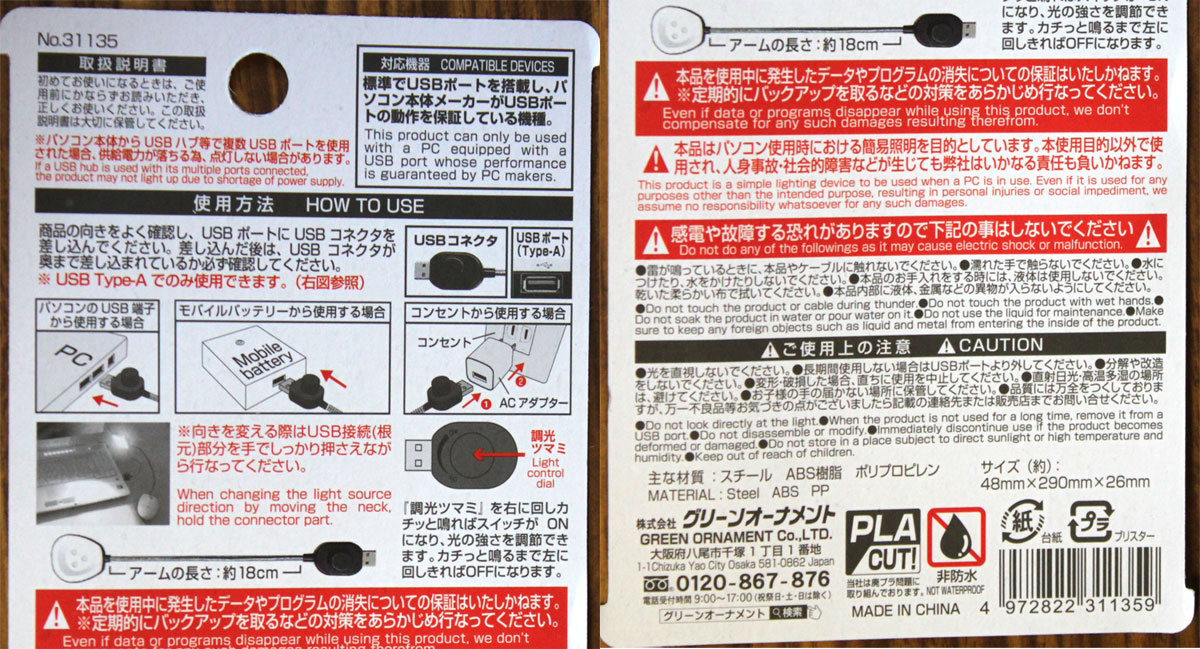 No.31135
取扱説明書
初めてお使いになるときは、ご使
用前にかならずお読みいただき、
正しくお使いください。この取扱
説明書は大切に保管してください。
※パソコン本体から USB ハブ等で複数 USB ポートを使用
された場合、供給電力が落ちる為、点灯しない場合があります。
If a USB hub is used with its multiple ports connected,
the product may not light up due to shortage of power supply.
対応機器 COMPATIBLE DEVICES
標準でUSBポートを搭載し、パ
ソコン本体メーカーがUSBポー
トの動作を保証している機種。
This product can only be used
with a PC equipped with a
USB port whose performance
is guaranteed by PC makers.
使用方法 HOW TO USE
商品の向きをよく確認し、USB ポートに USB コネクタを
差し込んでください。差し込んだ後は、USB コネクタが
奥まで差し込まれているか必ず確認してください。
※ USB Type-A でのみ使用できます。(右図参照)
USBコネクタ
USBポート
(Type-A)
パソコンのUSB 端子
から使用する場合
PC
モバイルバッテリーから使用する場合
Mobile
battery
コンセントから使用する場合
コンセント
2
1
AC アダプター
※向きを変える際はUSB接続(根
元)部分を手でしっかり押さえなが
ら行なってください。
When changing the light source
direction by moving the neck,
hold the connector part.
調光
ツマミ
Light
control
dial
『調光ツマミ』を右に回しカ
チッと鳴ればスイッチが ON
になり、光の強さを調節でき
ます。カチっと鳴るまで左に
回しきればOFFになります。
アームの長さ:約18cm
本品を使用中に発生したデータやプログラムの消失についての保証はいたしかねます。
※定期的にバックアップを取るなどの対策をあらかじめ行なってください。
Even if data or programs disappear while using this product, we don't
になり、光の強さを調節でき
ます。カチっと鳴るまで左に
回しきればOFFになります。
アームの長さ:約18cm
本品を使用中に発生したデータやプログラムの消失についての保証はいたしかねます。
※定期的にバックアップを取るなどの対策をあらかじめ行なってください。
Even if data or programs disappear while using this product, we don't
compensate for any such damages resulting therefrom.
本品はパソコン使用時における簡易照明を目的としています。本使用目的以外で使
用され、人身事故・社会的障害などが生じても弊社はいかなる責任も負いかねます。
This product is a simple lighting device to be used when a PC is in use. Even if it is used for any
purposes other than the intended purpose, resulting in personal injuries or social impediment, we
assume no responsibility whatsoever for any such damages.
感電や故障する恐れがありますので下記の事はしないでください
Do not do any of the followings as it may cause electric shock or malfunction.
●雷が鳴っているときに、本品やケーブルに触れないでください。●濡れた手で触らないでください。●水に
つけたり、水をかけたりしないでください。●本品のお手入れをする時には、液体は使用しないでください。
乾いた柔らかい布で拭いてください。●本品内部に液体、金属などの異物が入らないようにしてください。
●Do not touch the product or cable during thunder.●Do not touch the product with wet hands.●
Do not soak the product in water or pour water on it.●Do not use the liquid for maintenance.●Make
sure to keep any foreign objects such as liquid and metal from entering the inside of the product.
ご使用上の注意 CAUTION
●光を直視しないでください。●長期間使用しない場合はUSBポートより外してください。●分解や改造
をしないでください。●変形・破損した場合、直ちに使用を中止してください。●直射日光・高温多湿の場所
は、避けてください。●お子様の手の届かない場所に保管してください。●品質には万全をつくしておりま
すが、万一不良品等お気づきの点がございましたら記載の連絡先または販売店までお問い合せください。
●Do not look directly at the light.●When the product is not used for a long time, remove it from a
USB port.●Do not disassemble or modify.●Immediately discontinue use if the product becomes
deformed or damaged.●Do not store in a place subject to direct sunlight or high temperature and
humidity.●Keep out of reach of children.
主な材質:スチール ABS樹脂 ポリプロピレン
MATERIAL : Steel ABS PP
サイズ(約):
48mm×290mm×26mm
株式会社 グリーンオーナメント
GREEN ORNAMENT Co.,LTD.
大阪府八尾市千塚 1 丁目 1 番地
1-1 Chizuka Yao City Osaka 581-0862 Japan
0120-867-876
電話受付時間 9:00～17:00 (祝祭日・土日は除く)
グリーンオーナメント 検索
PLA
CUT!
当社は廃プラ問題に
取り組んでおります。
非防水
NOT WATERPROOF
MADE IN CHINA
紙
台紙
プラ
ブリスター
4 972822 311359